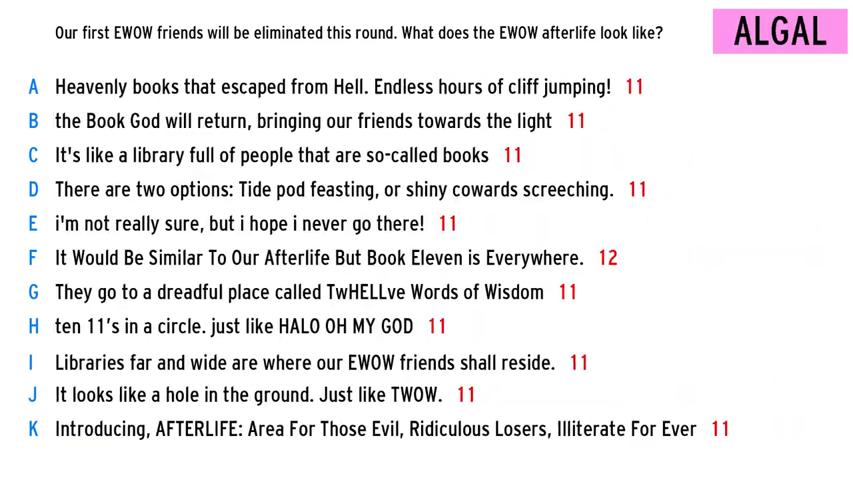 Our first EWOW friends will be eliminated this round. What does the EWOW afterlife look like?
ALGAL
A Heavenly books that escaped from Hell. Endless hours of cliff jumping! 11
B the Book God will return, bringing our friends towards the light 11
C It's like a library full of people that are so-called books 11
D There are two options: Tide pod feasting, or shiny cowards screeching. 11
E i'm not really sure, but i hope i never go there! 11
F It Would Be Similar To Our Afterlife But Book Eleven is Everywhere. 12
G They go to a dreadful place called TwHELLve Words of Wisdom 11
H ten 11's in a circle. just like HALO OH MY GOD 11
I Libraries far and wide are where our EWOW friends shall reside. 11
J It looks like a hole in the ground. Just like TWOW. 11
K Introducing, AFTERLIFE: Area For Those Evil, Ridiculous Losers, Illiterate For Ever 11